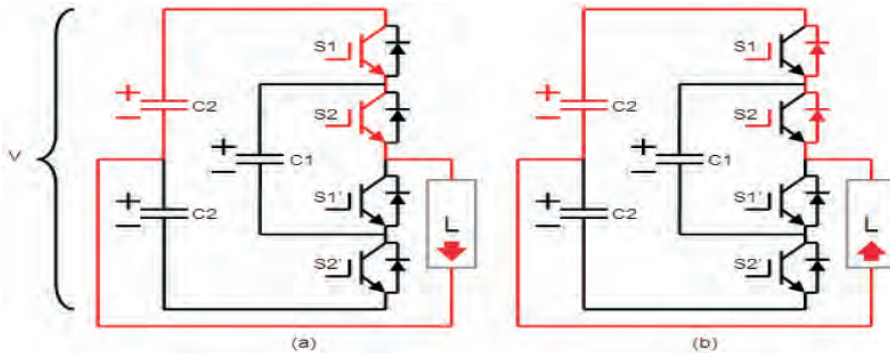 S1
S1
+
+
C2
S2
C2
S2
−
−
V
+
C1
+
C1
−
−
+
S1'
+
S1'
C2
L
C2
L
−
−
S2'
S2'
(a)
(b)